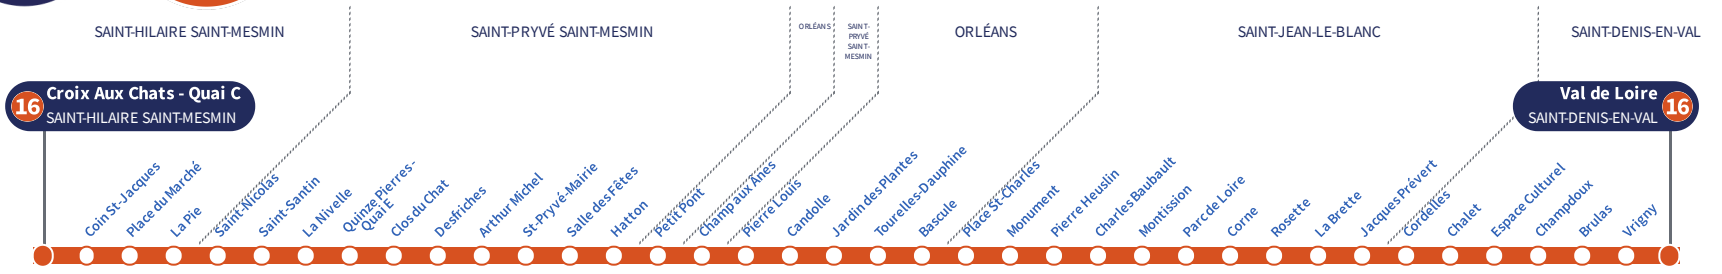 SAINT-HILAIRE SAINT-MESMIN
SAINT-PRYVÉ SAINT-MESMIN
ORLÉANS
SAINT-
PRYVÉ
SAINT-
MESMIN
ORLÉANS
SAINT-JEAN-LE-BLANC
SAINT-DENIS-EN-VAL
16 Croix Aux Chats - Quai C
SAINT-HILAIRE SAINT-MESMIN
Val de Loire 16
SAINT-DENIS-EN-VAL
Coin St-Jacques
Place du Marché
La Pie
Saint-Nicolas
Saint-Santin
La Nivelle
Quinze Pierres -
Quai E
Clos du Chat
Desfriches
Arthur Michel
St-Pryvé-Mairie
Salle des Fêtes
Hatton
Petit Pont
Champ aux Anes
Pierre Louis
Candolle
Jardin des Plantes
Tourelles-Dauphine
Bascule
Place St-Charles
Monument
Pierre Heuslin
Charles Baubault
Montission
Parc de Loire
Corne
Rosette
La Brette
Jacques Prévert
Cordelles
Chalet
Espace Culturel
Champdoux
Brulas
Vrigny